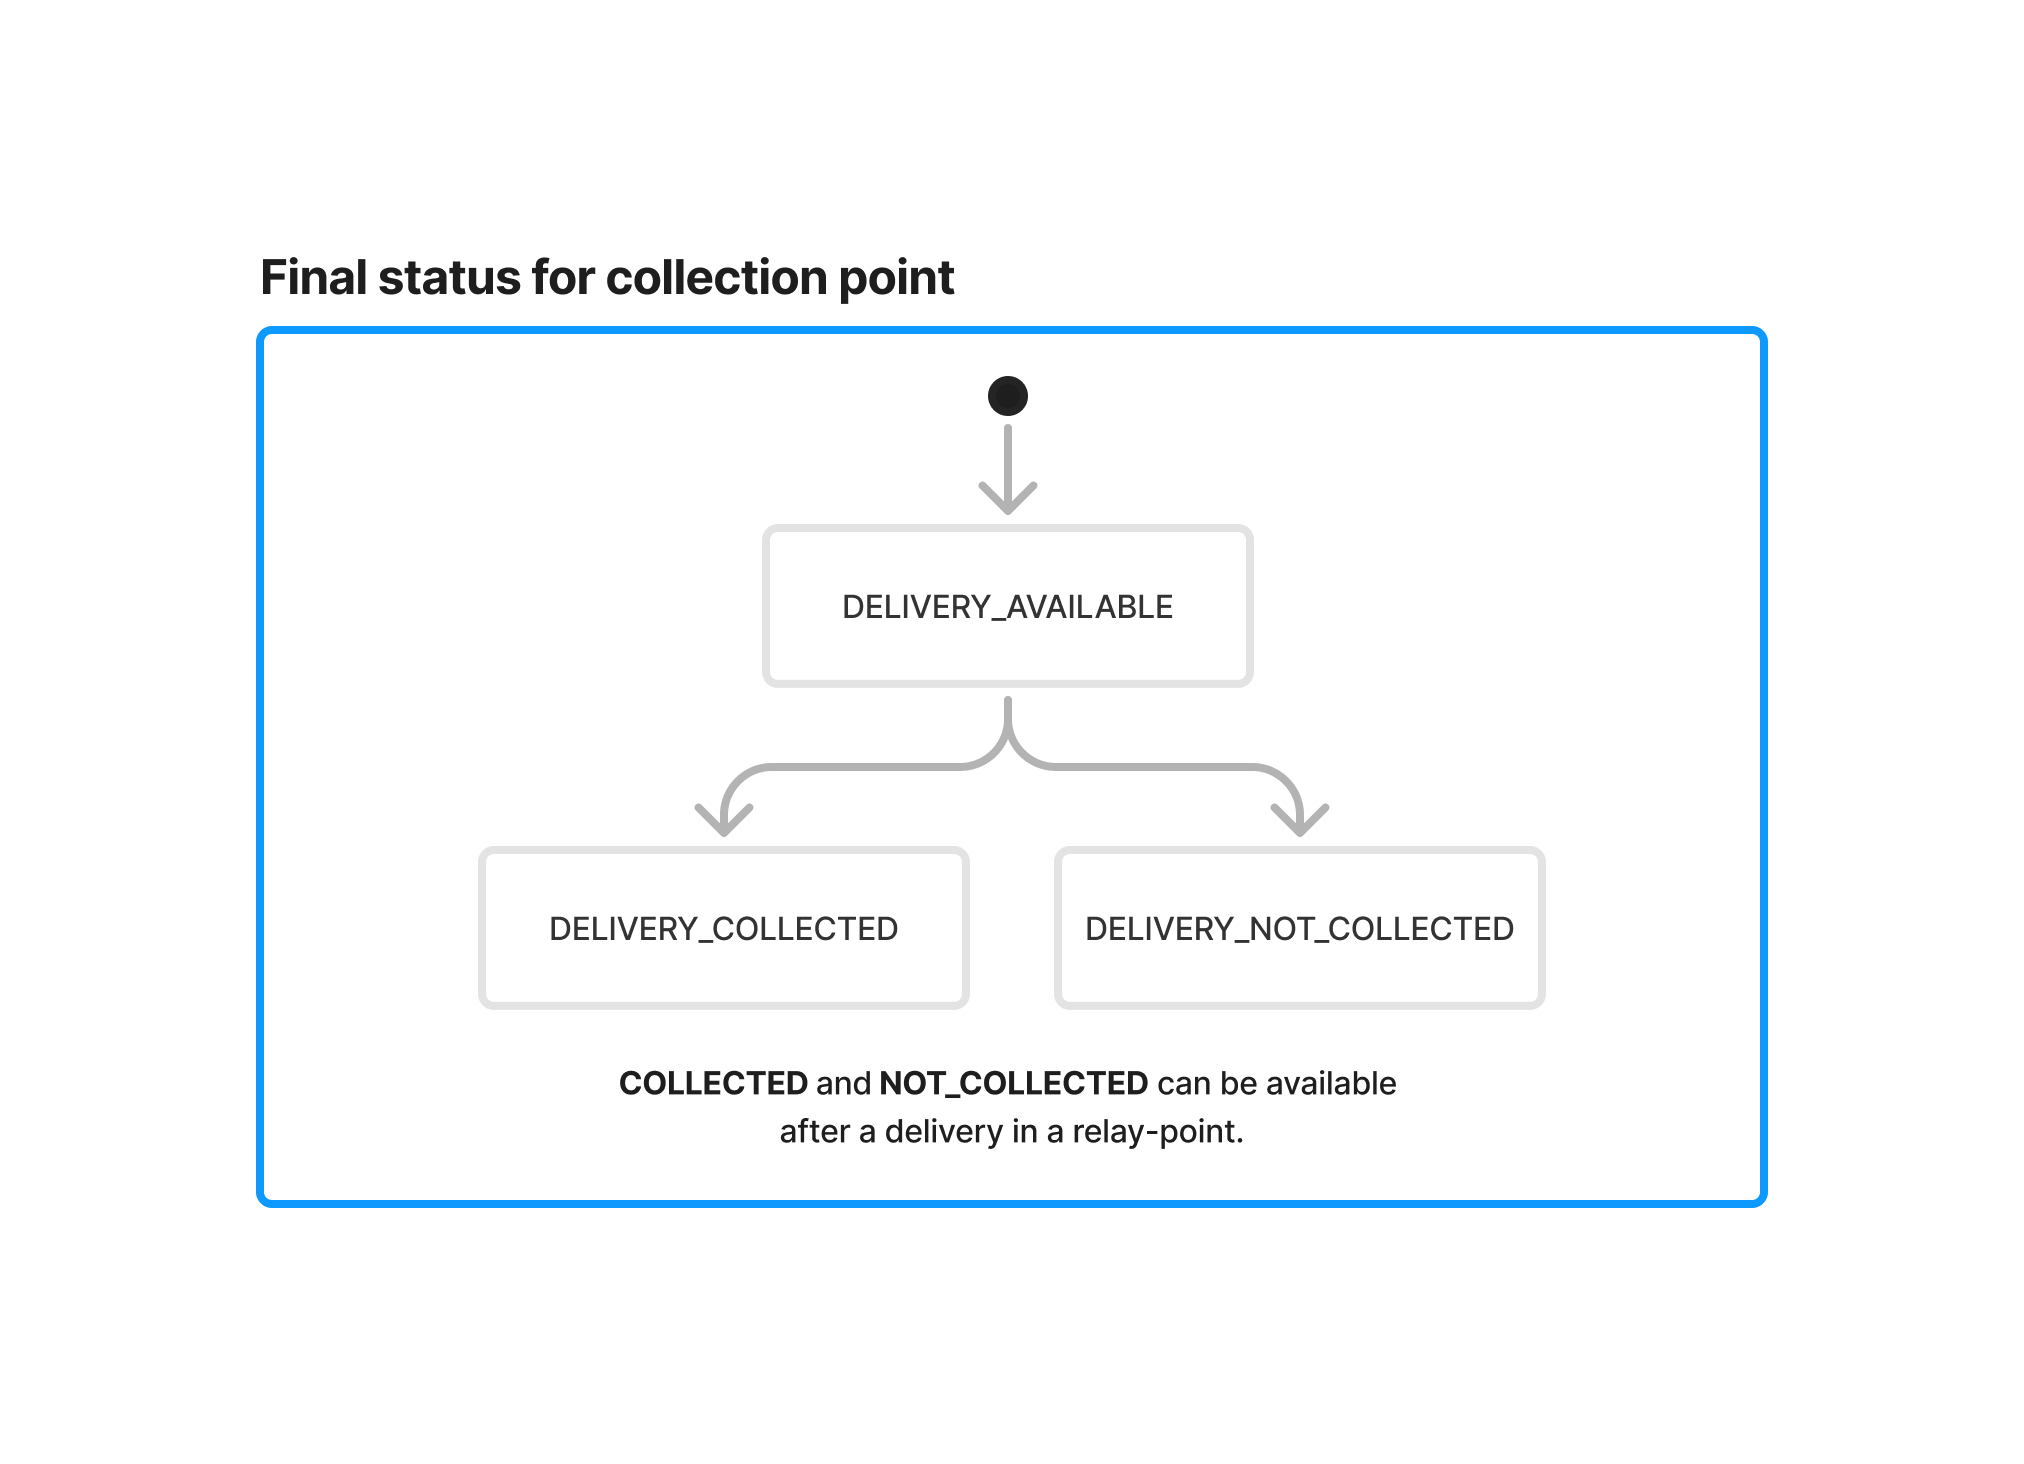 Final status for collection point
DELIVERY_AVAILABLE
DELIVERY_COLLECTED
DELIVERY_NOT_COLLECTED
COLLECTED and NOT_COLLECTED can be available
after a delivery in a relay-point.